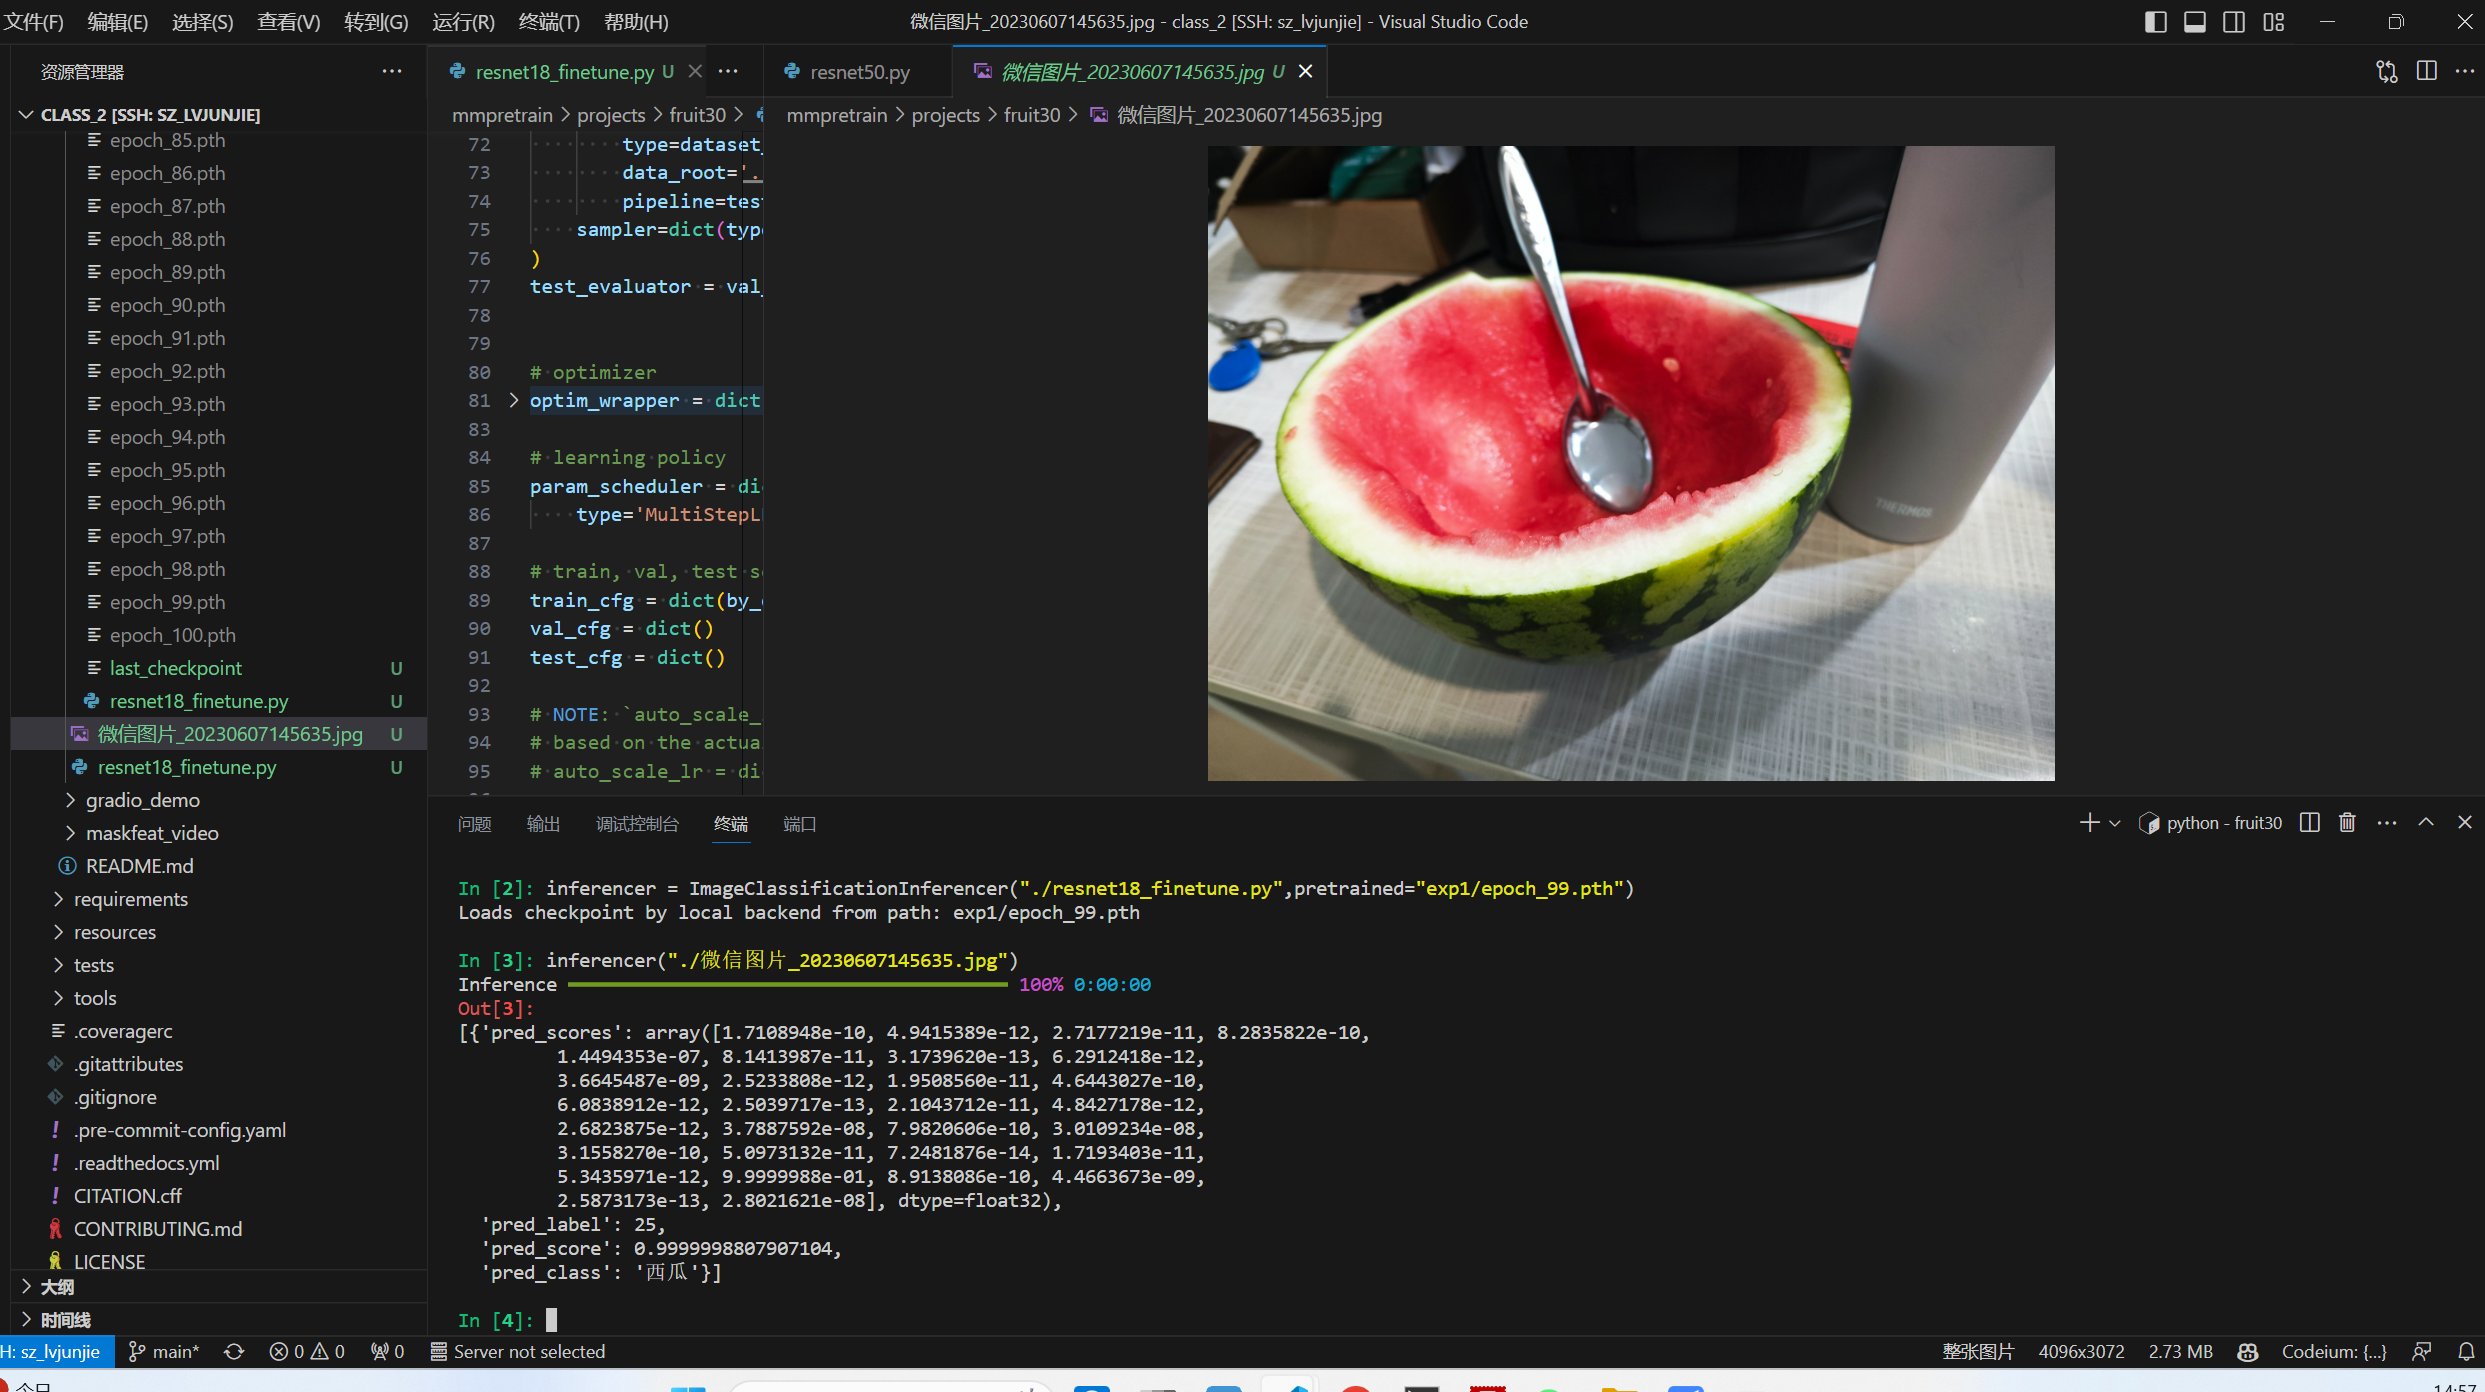 文件(F) 编辑(E) 选择(S) 查看(V) 转到(G) 运行(R) 终端(T) 帮助(H) 微信图片_20230607145635.jpg - class_2 [SSH: sz_lvjunjie] - Visual Studio Code
资源管理器
CLASS_2 [SSH: SZ_LVJUNJIE]
epoch_85.pth
epoch_86.pth
epoch_87.pth
epoch_88.pth
epoch_89.pth
epoch_90.pth
epoch_91.pth
epoch_92.pth
epoch_93.pth
epoch_94.pth
epoch_95.pth
epoch_96.pth
epoch_97.pth
epoch_98.pth
epoch_99.pth
epoch_100.pth
last_checkpoint U
resnet18_finetune.py U
微信图片_20230607145635.jpg U
resnet18_finetune.py U
gradio_demo
maskfeat_video
README.md
requirements
resources
tests
tools
.coveragerc
.gitattributes
.gitignore
.pre-commit-config.yaml
.readthedocs.yml
CITATION.cff
CONTRIBUTING.md
LICENSE
大纲
时间线
resnet18_finetune.py U
mmpretrain > projects > fruit30 >
72 type=dataset_
73 data_root='.
74 pipeline=tes
75 sampler=dict(typ
76 )
77 test_evaluator = val_
78
79
80 # optimizer
81 optim_wrapper = dict
83
84 # learning policy
85 param_scheduler = di
86 type='MultiStepL
87
88 # train, val, test s
89 train_cfg = dict(by_
90 val_cfg = dict()
91 test_cfg = dict()
92
93 # NOTE: `auto_scale_
94 # based on the actua
95 # auto_scale_lr = di
resnet50.py 微信图片_20230607145635.jpg U
mmpretrain > projects > fruit30 > 微信图片_20230607145635.jpg
THERMOS
问题 输出 调试控制台 终端 端口 python - fruit30
In [2]: inferencer = ImageClassificationInferencer("./resnet18_finetune.py",pretrained="exp1/epoch_99.pth")
Loads checkpoint by local backend from path: exp1/epoch_99.pth
In [3]: inferencer("./微信图片_20230607145635.jpg")
Inference 100% 0:00:00
Out[3]:
[{'pred_scores': array([1.7108948e-10, 4.9415389e-12, 2.7177219e-11, 8.2835822e-10,
1.4494353e-07, 8.1413987e-11, 3.1739620e-13, 6.2912418e-12,
3.6645487e-09, 2.5233808e-12, 1.9508560e-11, 4.6443027e-10,
6.0838912e-12, 2.5039717e-13, 2.1043712e-11, 4.8427178e-12,
2.6823875e-12, 3.7887592e-08, 7.9820606e-10, 3.0109234e-08,
3.1558270e-10, 5.0973132e-11, 7.2481876e-14, 1.7193403e-11,
5.3435971e-12, 9.9999988e-01, 8.9138086e-10, 4.4663673e-09,
2.5873173e-13, 2.8021621e-08], dtype=float32),
'pred_label': 25,
'pred_score': 0.9999998807907104,
'pred_class': '西瓜'}]
In [4]:
H: sz_lvjunjie main* 0 0 0 Server not selected 整张图片 4096x3072 2.73 MB Codeium: {...}